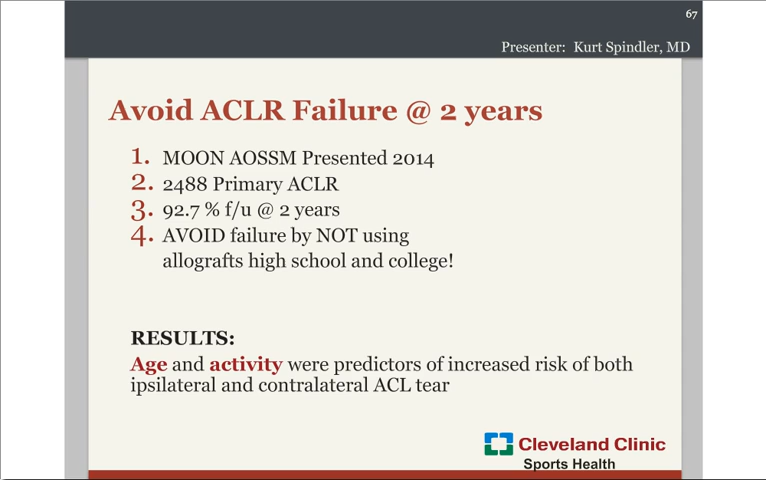 67
Presenter: Kurt Spindler, MD
Avoid ACLR Failure @ 2 years
1. MOON AOSSM Presented 2014
2. 2488 Primary ACLR
3. 92.7 % f/u @ 2 years
4. AVOID failure by NOT using
allografts high school and college!
RESULTS:
Age and activity were predictors of increased risk of both
ipsilateral and contralateral ACL tear
Cleveland Clinic
Sports Health